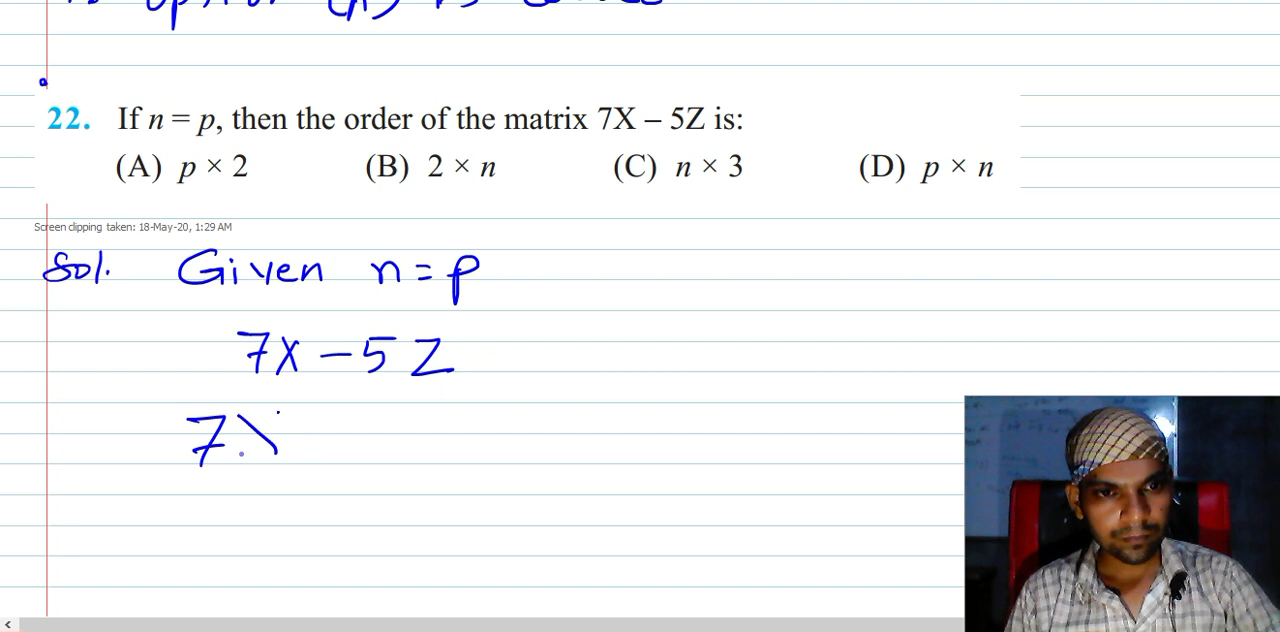 22. If n = p, then the order of the matrix 7X – 5Z is:
(A) p × 2 (B) 2 × n (C) n × 3 (D) p × n
Screen clipping taken: 18-May-20, 1:29 AM
Sol. Given n = p
7X – 5Z
7